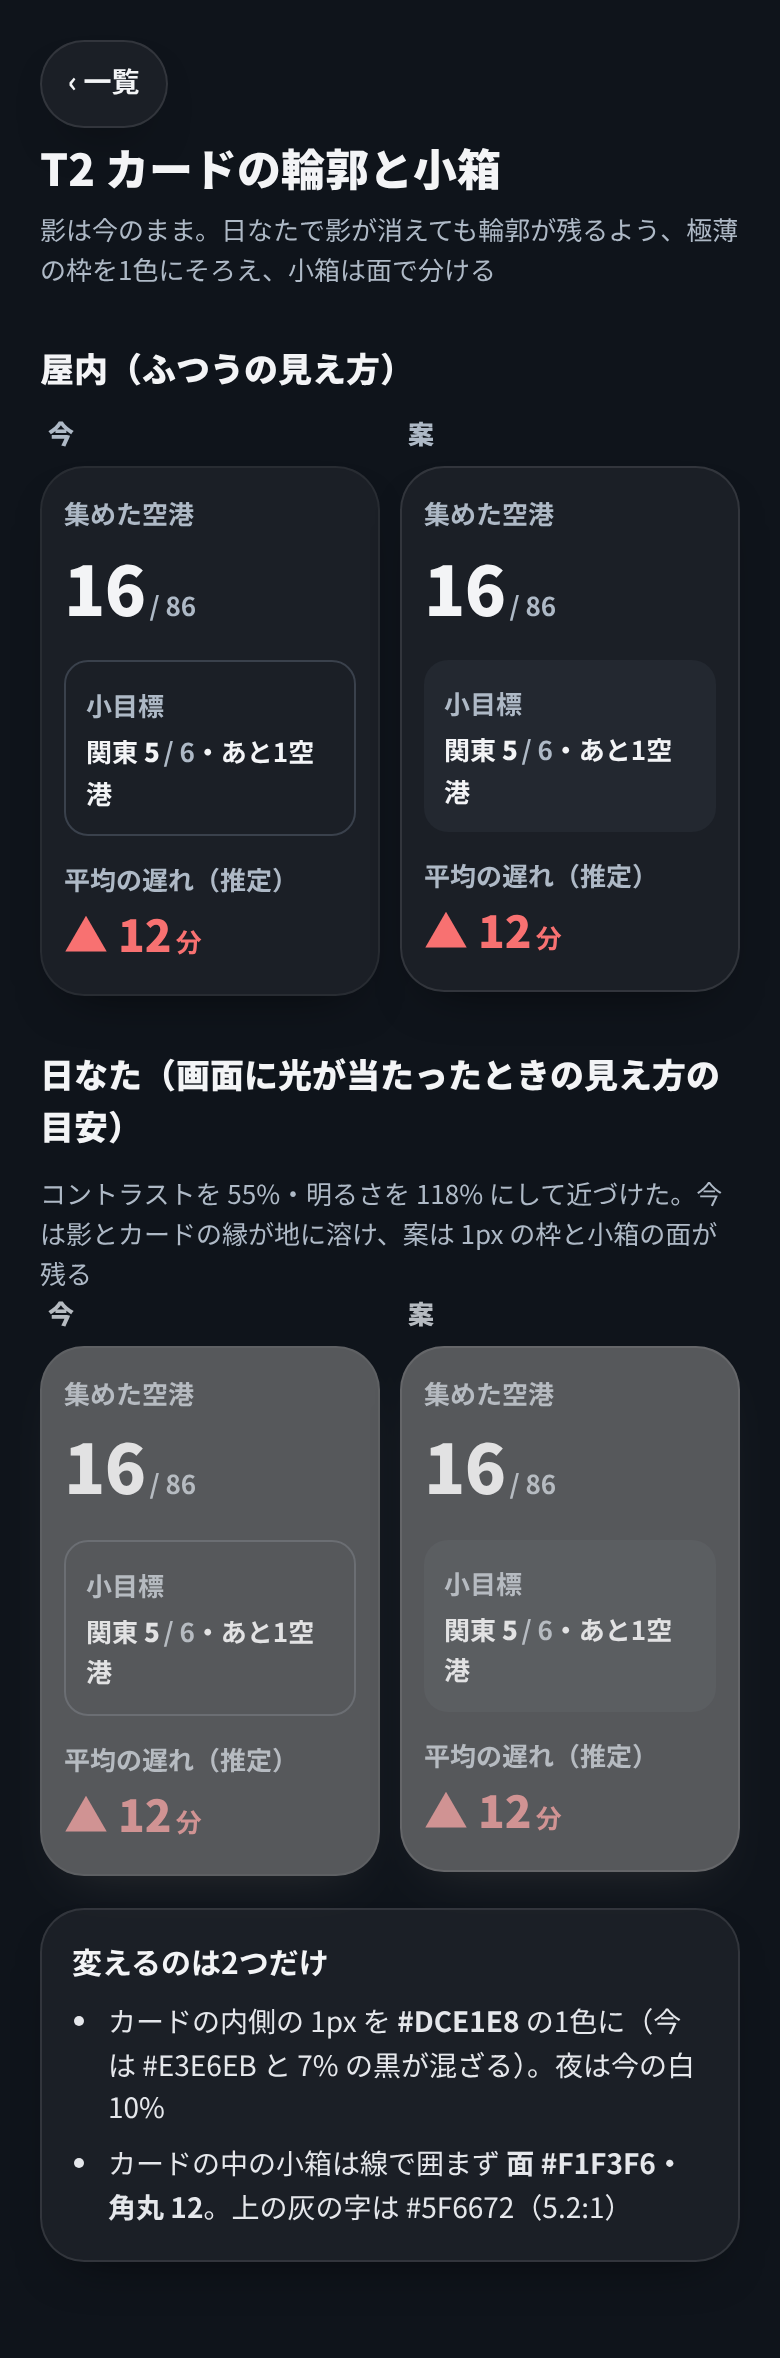 ‹ 一覧
T2 カードの輪郭と小箱
影は今のまま。日なたで影が消えても輪郭が残るよう、極薄
の枠を1色にそろえ、小箱は面で分ける
屋内（ふつうの見え方）
今 案
集めた空港 集めた空港
16 / 86 16 / 86
小目標 小目標
関東 5 / 6・あと1空 関東 5 / 6・あと1空
港 港
平均の遅れ（推定） 平均の遅れ（推定）
▲ 12 分 ▲ 12 分
日なた（画面に光が当たったときの見え方の
目安）
コントラストを 55%・明るさを 118% にして近づけた。今
は影とカードの縁が地に溶け、案は 1px の枠と小箱の面が
残る
今 案
集めた空港 集めた空港
16 / 86 16 / 86
小目標 小目標
関東 5 / 6・あと1空 関東 5 / 6・あと1空
港 港
平均の遅れ（推定） 平均の遅れ（推定）
▲ 12 分 ▲ 12 分
変えるのは2つだけ
• カードの内側の 1px を #DCE1E8 の1色に（今
は #E3E6EB と 7% の黒が混ざる）。夜は今の白
10%
• カードの中の小箱は線で囲まず 面 #F1F3F6・
角丸 12。上の灰の字は #5F6672（5.2:1）